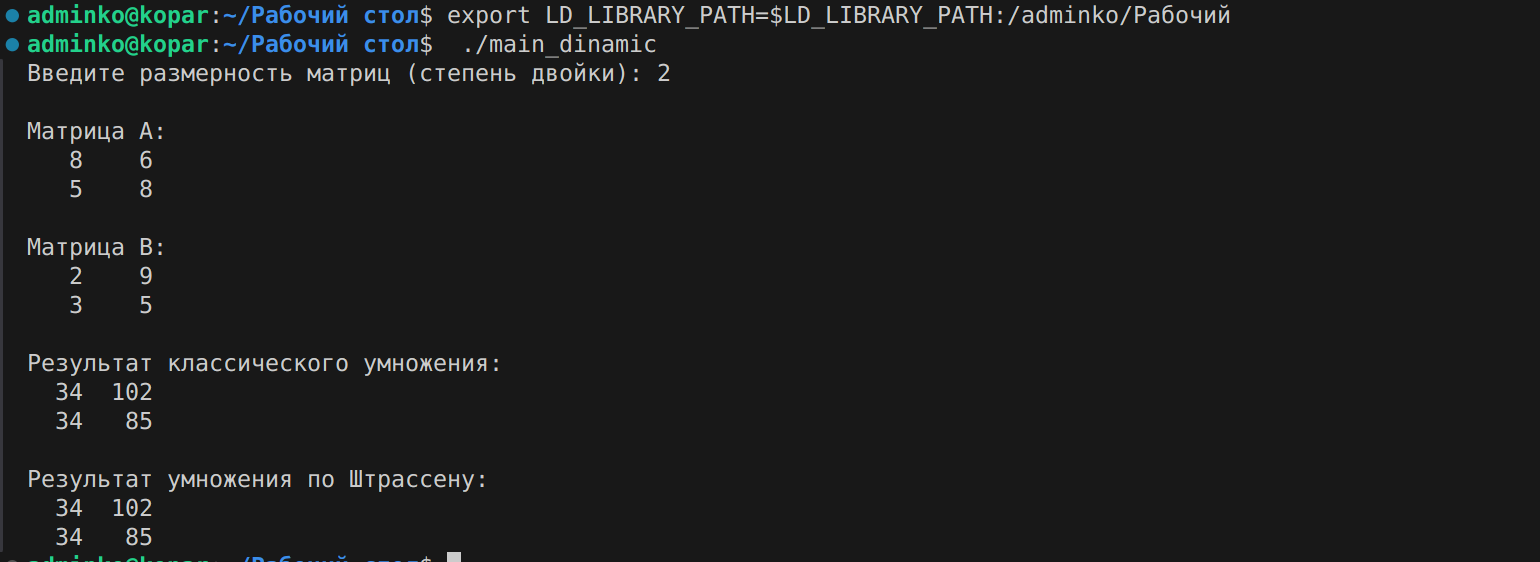 adminko@kopar:~/Рабочий стол$ export LD_LIBRARY_PATH=$LD_LIBRARY_PATH:/adminko/Рабочий
adminko@kopar:~/Рабочий стол$  ./main_dinamic
Введите размерность матриц (степень двойки): 2
Матрица A:
8 6
5 8
Матрица B:
2 9
3 5
Результат классического умножения:
34 102
34 85
Результат умножения по Штрассену:
34 102
34 85
adminko@kopar:~/Рабочий стол$